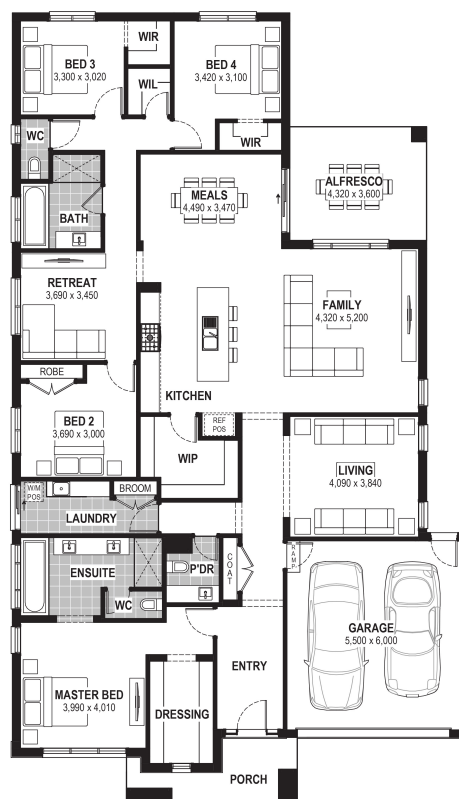 BED 3
3,300 x 3,020
WIR
BED 4
3,420 x 3,100
WIL
WC
WIR
BATH
MEALS
4,490 x 3,470
ALFRESCO
4,320 x 3,600
RETREAT
3,690 x 3,450
FAMILY
4,320 x 5,200
ROBE
KITCHEN
BED 2
3,690 x 3,000
REF
POS
WIP
LIVING
4,090 x 3,840
W/M
POS
BROOM
LAUNDRY
ENSUITE
P'DR
COAT
RAMP
WC
GARAGE
5,500 x 6,000
MASTER BED
3,990 x 4,010
DRESSING
ENTRY
PORCH